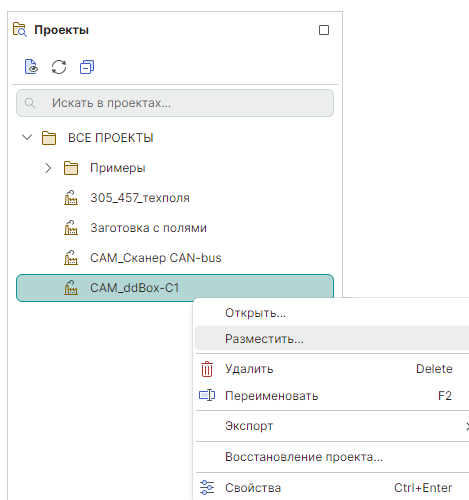 Проекты
Искать в проектах...
ВСЕ ПРОЕКТЫ
Примеры
305_457_техполя
Заготовка с полями
CAM_Сканер CAN-bus
CAM_ddBox-C1
Открыть...
Разместить...
Удалить Delete
Переименовать F2
Экспорт
Восстановление проекта...
Свойства Ctrl+Enter